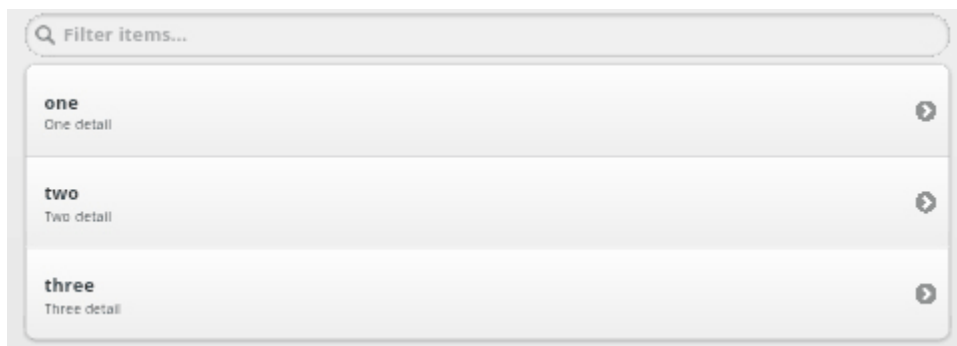 Filter items...
one
One detail
two
Two detail
three
Three detail